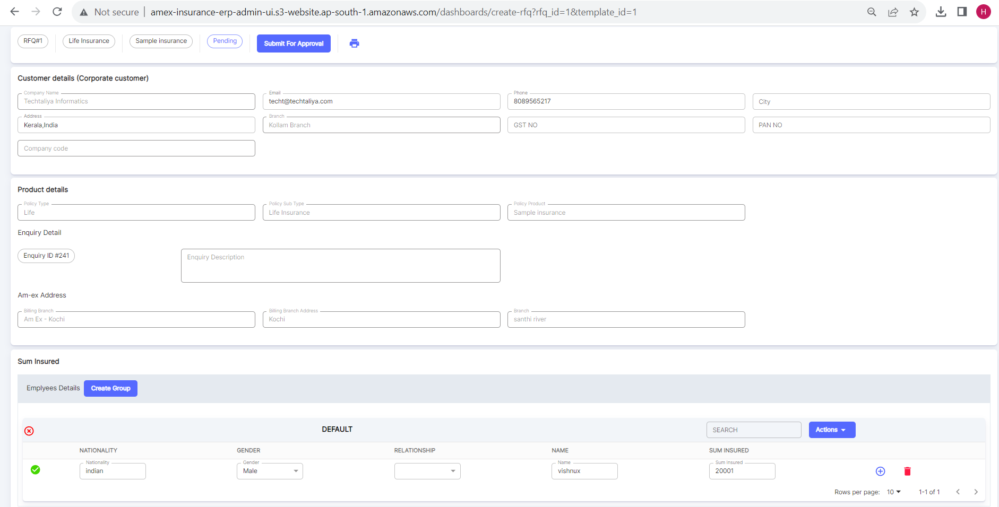 Not secure amex-insurance-erp-admin-ui.s3-website.ap-south-1.amazonaws.com/dashboards/create-rfq?rfq_id=1&template_id=1 H
RFQ#1 Life Insurance Sample insurance Pending Submit For Approval
Customer details (Corporate customer)
Company Name Email Phone
Techtaliya Informatics techt@techtaliya.com 8089565217 City
Address Branch
Kerala,India Kollam Branch GST NO PAN NO
Company code
Product details
Policy Type Policy Sub Type Policy Product
Life Life Insurance Sample insurance
Enquiry Detail
Enquiry ID #241 Enquiry Description
Am-ex Address
Billing Branch Billing Branch Address Branch
Am Ex - Kochi Kochi santhi river
Sum Insured
Emplyees Details Create Group
DEFAULT SEARCH Actions
NATIONALITY GENDER RELATIONSHIP NAME SUM INSURED
Nationality Gender Name Sum Insured
indian Male vishnux 20001
Rows per page: 10 1-1 of 1